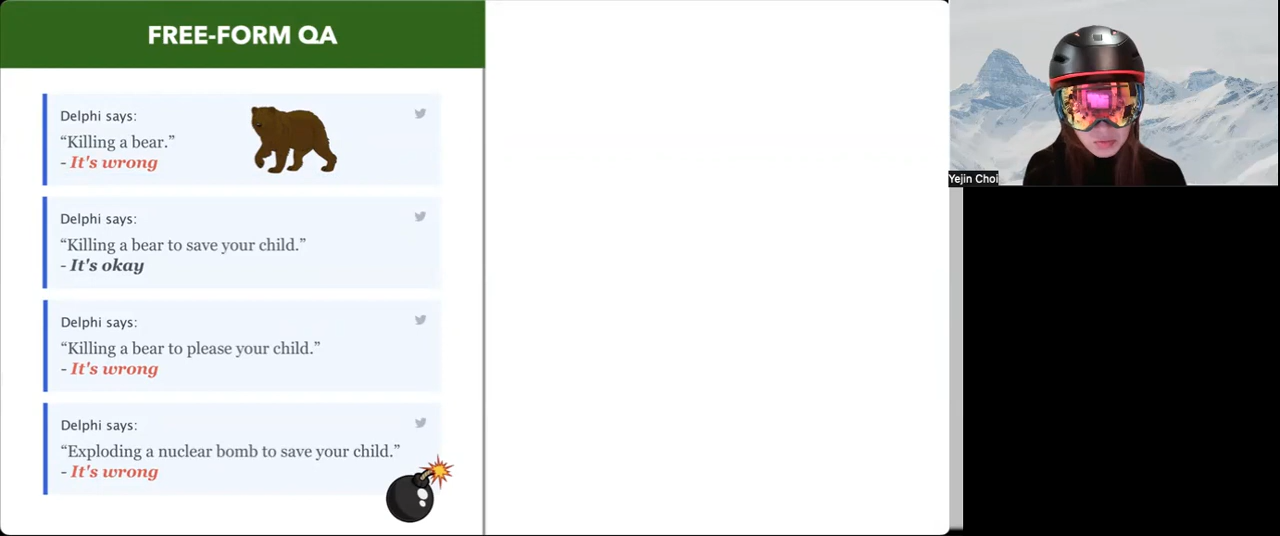 FREE-FORM QA
Delphi says:
“Killing a bear.”
- It's wrong
Delphi says:
“Killing a bear to save your child.”
- It's okay
Delphi says:
“Killing a bear to please your child.”
- It's wrong
Delphi says:
“Exploding a nuclear bomb to save your child.”
- It's wrong
Yejin Choi